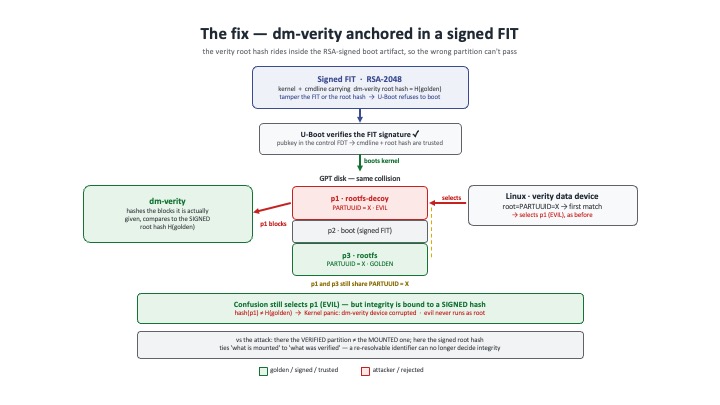 The fix — dm-verity anchored in a signed FIT
the verity root hash rides inside the RSA-signed boot artifact, so the wrong partition can't pass
Signed FIT · RSA-2048
kernel + cmdline carrying dm-verity root hash = H(golden)
tamper the FIT or the root hash → U-Boot refuses to boot
U-Boot verifies the FIT signature ✓
pubkey in the control FDT → cmdline + root hash are trusted
boots kernel
GPT disk — same collision
dm-verity
hashes the blocks it is actually
given, compares to the SIGNED
root hash H(golden)
p1 blocks
p1 · rootfs-decoy
PARTUUID = X · EVIL
p2 · boot (signed FIT)
p3 · rootfs
PARTUUID = X · GOLDEN
selects
Linux · verity data device
root=PARTUUID=X → first match
→ selects p1 (EVIL), as before
p1 and p3 still share PARTUUID = X
Confusion still selects p1 (EVIL) — but integrity is bound to a SIGNED hash
hash(p1) ≠ H(golden) → Kernel panic: dm-verity device corrupted · evil never runs as root
vs the attack: there the VERIFIED partition ≠ the MOUNTED one; here the signed root hash
ties 'what is mounted' to 'what was verified' — a re-resolvable identifier can no longer decide integrity
golden / signed / trusted
attacker / rejected